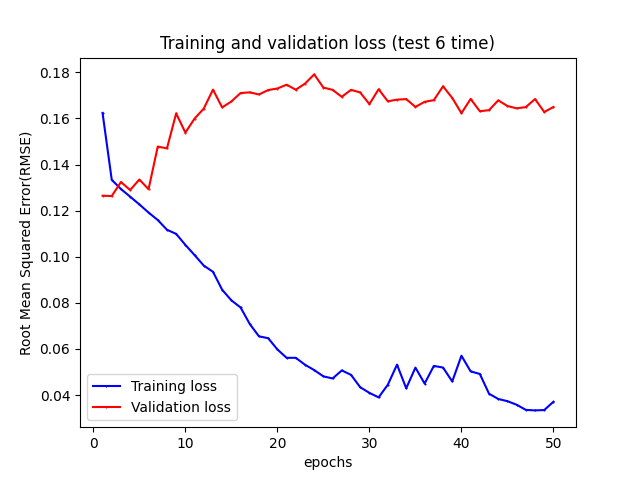 Training and validation loss (test 6 time)
Root Mean Squared Error(RMSE)
0.18
0.16
0.14
0.12
0.10
0.08
0.06
0.04
Training loss
Validation loss
0 10 20 30 40 50
epochs